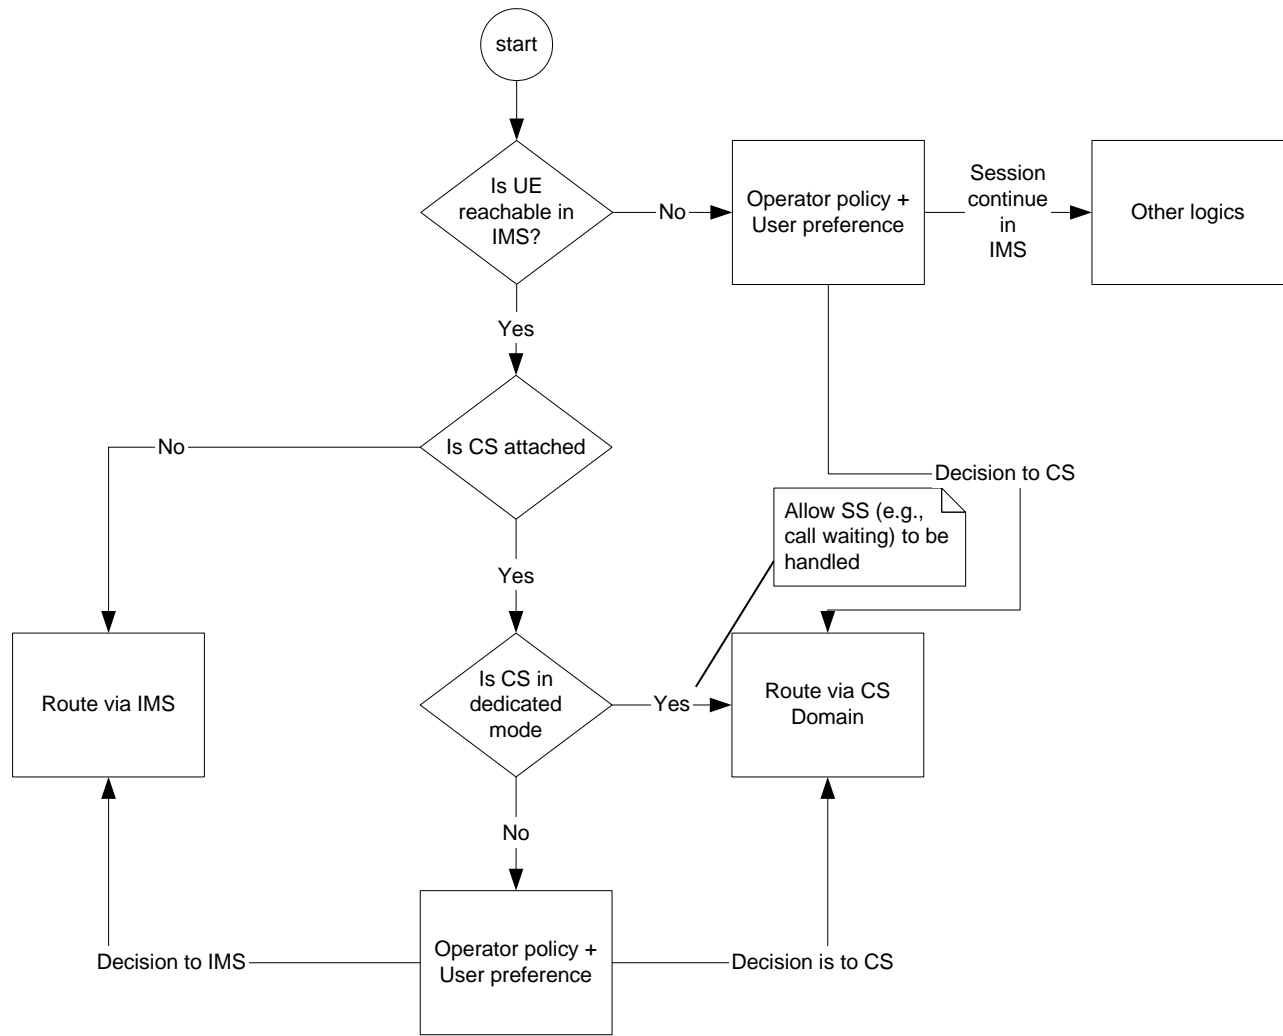 start
Is UE
reachable in
IMS?
No
Operator policy +
User preference
Session
continue
in
IMS
Other logics
Yes
Is CS attached
No
Decision to CS
Allow SS (e.g.,
call waiting) to be
handled
Yes
Route via IMS
Is CS in
dedicated
mode
Yes
Route via CS
Domain
No
Operator policy +
User preference
Decision to IMS
Decision is to CS